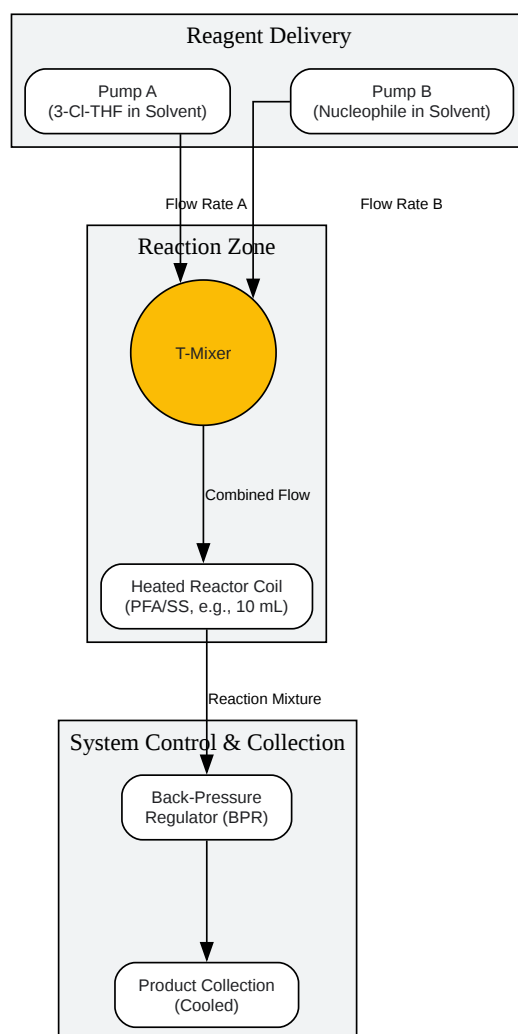 Reagent Delivery
Pump A
(3-Cl-THF in Solvent)
Pump B
(Nucleophile in Solvent)
Flow Rate A
Flow Rate B
Reaction Zone
T-Mixer
Combined Flow
Heated Reactor Coil
(PFA/SS, e.g., 10 mL)
Reaction Mixture
System Control & Collection
Back-Pressure
Regulator (BPR)
Product Collection
(Cooled)